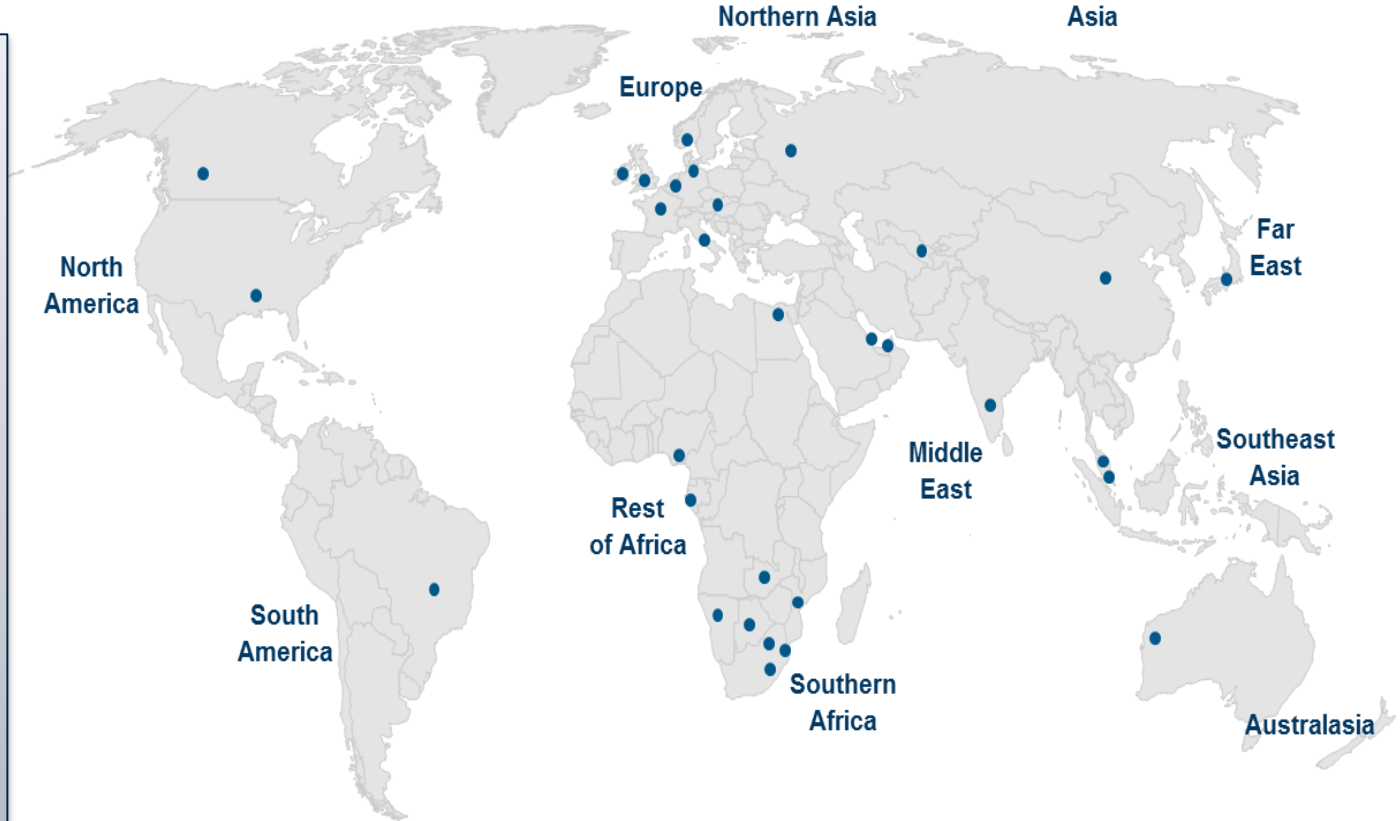 Northern Asia
Asia
Europe
Far
East
North
America
Middle
East
Southeast
Asia
Rest
of Africa
South
America
Southern
Africa
Australasia